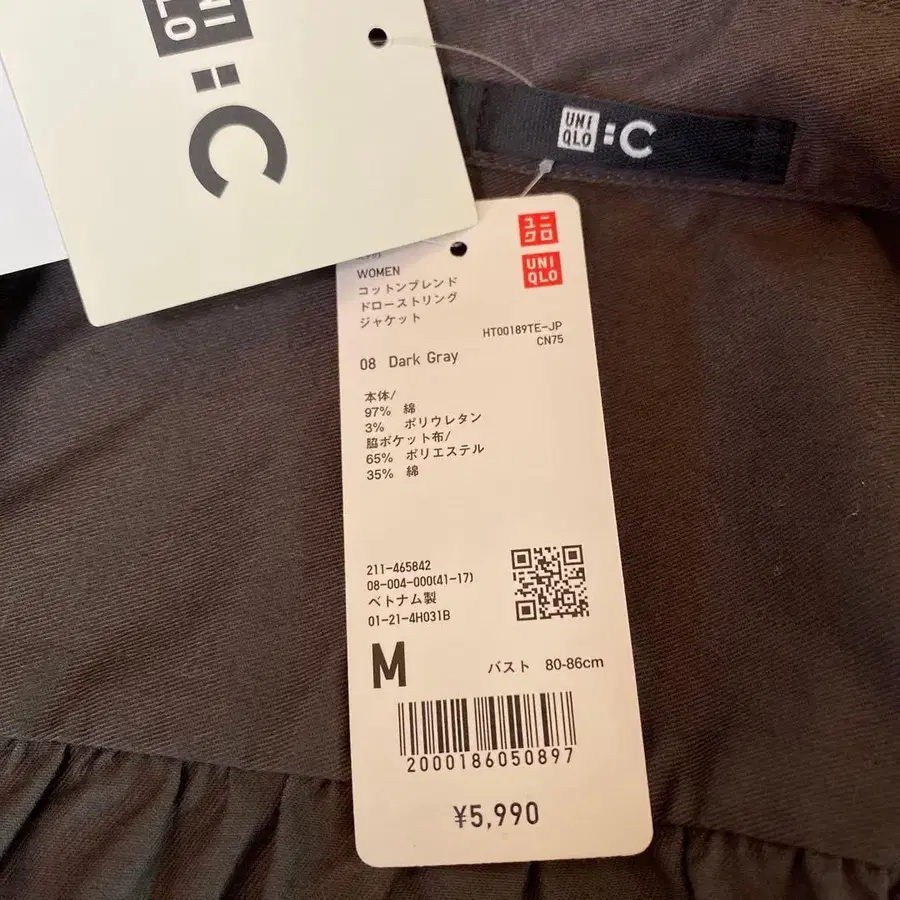 UNI
QLO
:C
UNI
QLO :C
ユニ
クロ
UNI
QLO
WOMEN
コットンブレンド
ドローストリング
ジャケット
HT00189TE-JP
CN75
08 Dark Gray
本体/
97% 綿
3% ポリウレタン
脇ポケット布/
65% ポリエステル
35% 綿
211-465842
08-004-000(41-17)
ベトナム製
01-21-4H031B
M バスト 80-86cm
2000186050897
¥5,990